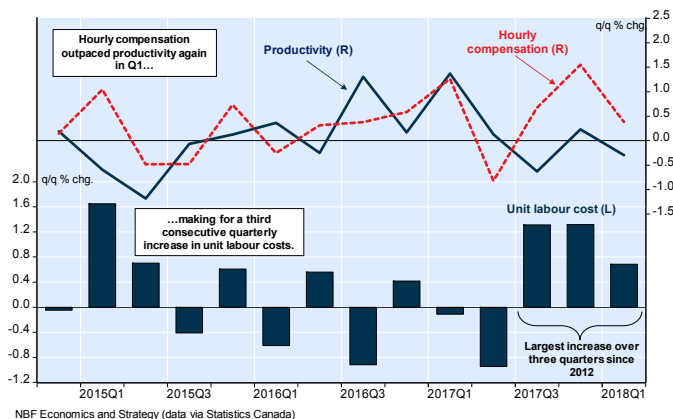 q/q % chg
2.5
2.0
1.5
1.0
0.5
0.0
-0.5
-1.0
-1.5
Hourly compensation
outpaced productivity again
in Q1...
Productivity (R)
Hourly
compensation (R)
q/q % chg.
2.0
1.6
1.2
0.8
0.4
0.0
-0.4
-0.8
-1.2
...making for a third
consecutive quarterly
increase in unit labour costs.
Unit labour cost (L)
Largest increase over
three quarters since
2012
2015Q1 2015Q3 2016Q1 2016Q3 2017Q1 2017Q3 2018Q1
NBF Economics and Strategy (data via Statistics Canada)